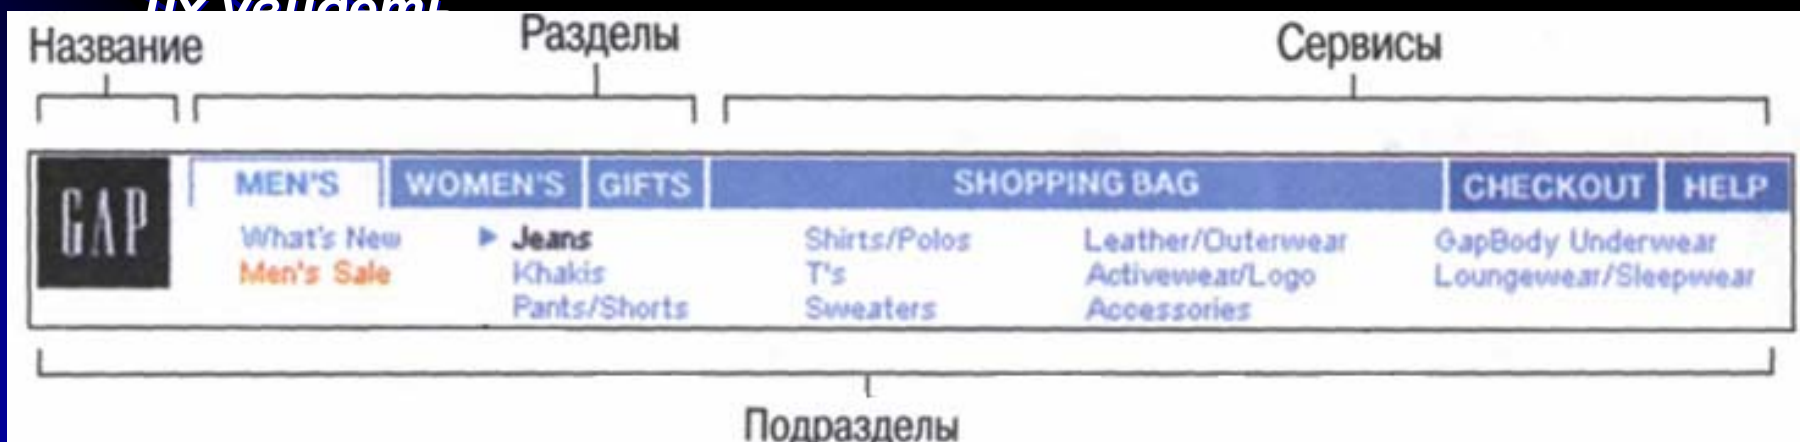 Название
Разделы
Сервисы
GAP
MEN'S WOMEN'S GIFTS SHOPPING BAG CHECKOUT HELP
What's New Jeans Shirts/Polos Leather/Outerwear GapBody Underwear
Men's Sale Khakis T's Activewear/Logo Loungewear/Sleepwear
Pants/Shorts Sweaters Accessories
Подразделы